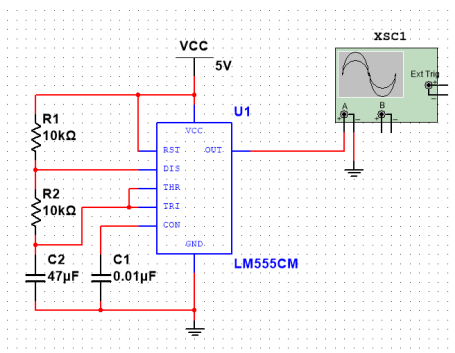 XSC1
VCC
5V
Ext Trig
+
−
A
B
+ − + −
R1
10kΩ
U1
VCC
RST
OUT
DIS
R2
10kΩ
THR
TRI
CON
GND
C2
47µF
C1
0.01µF
LM555CM